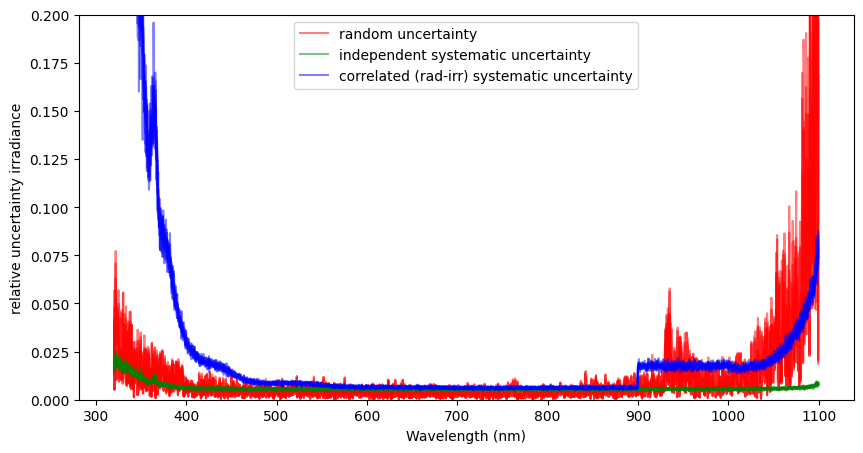 random uncertainty
independent systematic uncertainty
correlated (rad-irr) systematic uncertainty
relative uncertainty irradiance
0.200
0.175
0.150
0.125
0.100
0.075
0.050
0.025
0.000
300 400 500 600 700 800 900 1000 1100
Wavelength (nm)